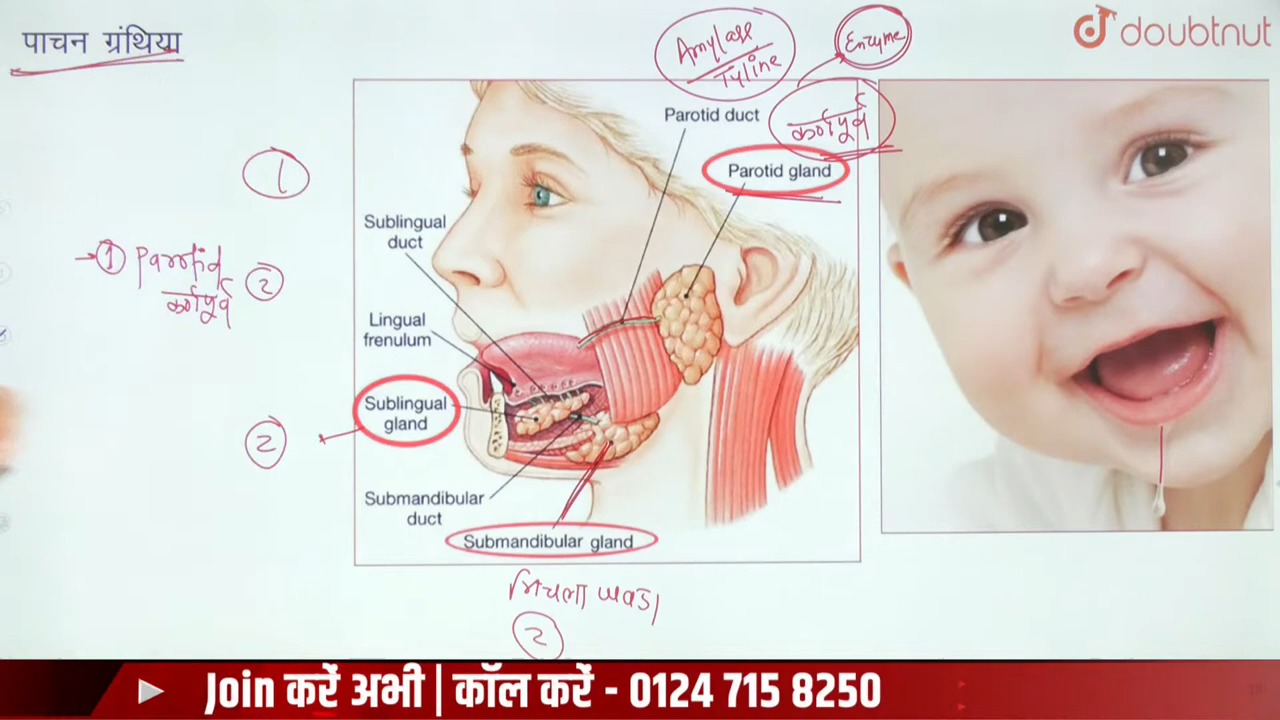 पाचन ग्रंथिया
doubtnut
Amylase
Tyline
Enzyme
कर्णपूर्व
Parotid duct
Parotid gland
1
Sublingual
duct
→ 1 Parotid
कर्णपूर्व
2
Lingual
frenulum
Sublingual
gland
2
Submandibular
duct
Submandibular gland
निचला जबड़ा
2
Join करें अभी | कॉल करें - 0124 715 8250